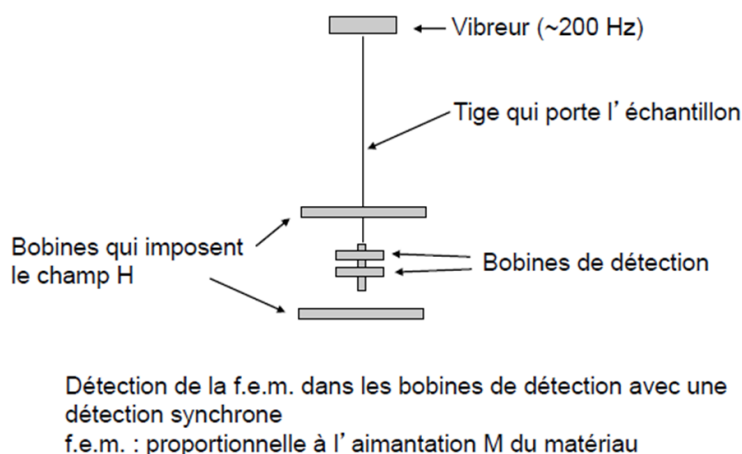 Vibreur (~200 Hz)
Tige qui porte l' échantillon
Bobines qui imposent
le champ H
Bobines de détection
Détection de la f.e.m. dans les bobines de détection avec une
détection synchrone
f.e.m. : proportionnelle à l' aimantation M du matériau